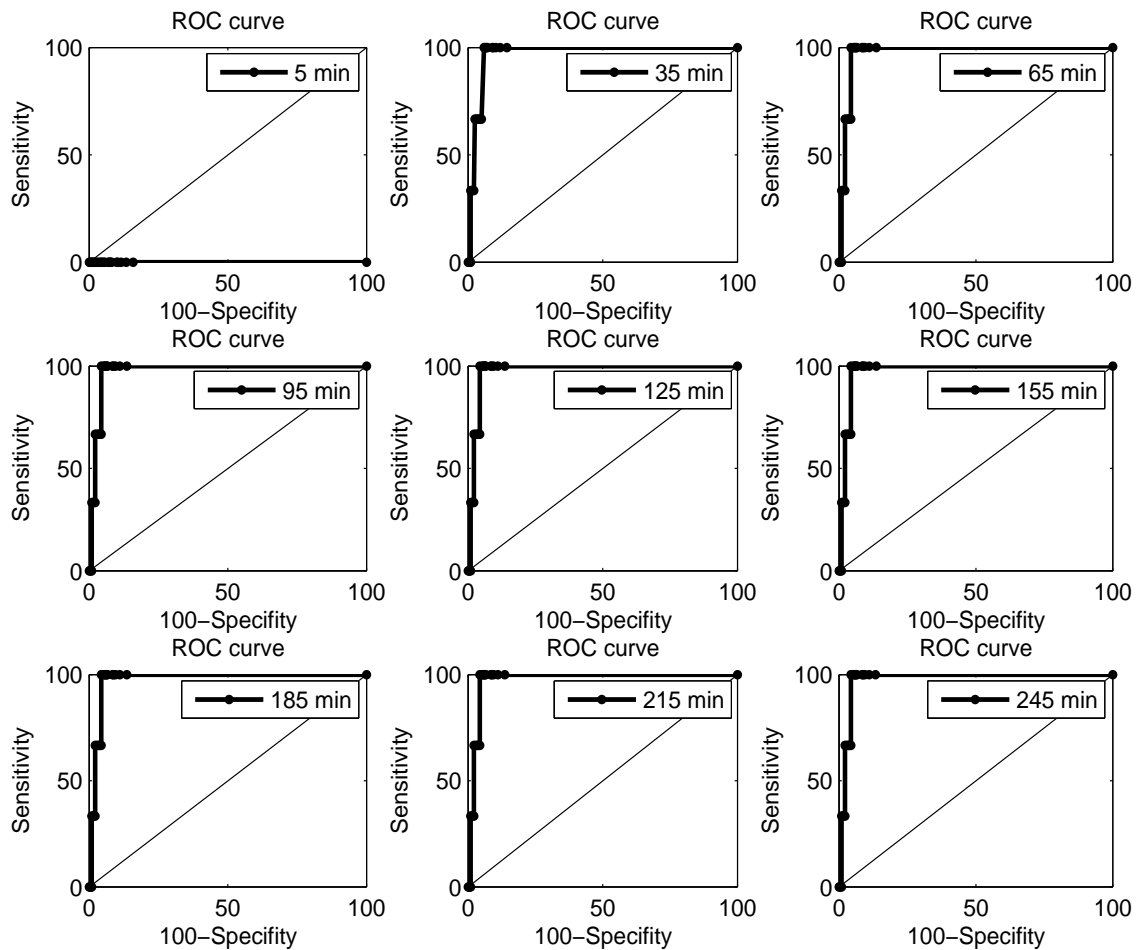 ROC curve ROC curve ROC curve
100 100 100
5 min 35 min 65 min
Sensitivity Sensitivity Sensitivity
50 50 50
0 0 0
0 50 100 0 50 100 0 50 100
100−Specifity 100−Specifity 100−Specifity
ROC curve ROC curve ROC curve
100 100 100
95 min 125 min 155 min
Sensitivity Sensitivity Sensitivity
50 50 50
0 0 0
0 50 100 0 50 100 0 50 100
100−Specifity 100−Specifity 100−Specifity
ROC curve ROC curve ROC curve
100 100 100
185 min 215 min 245 min
Sensitivity Sensitivity Sensitivity
50 50 50
0 0 0
0 50 100 0 50 100 0 50 100
100−Specifity 100−Specifity 100−Specifity